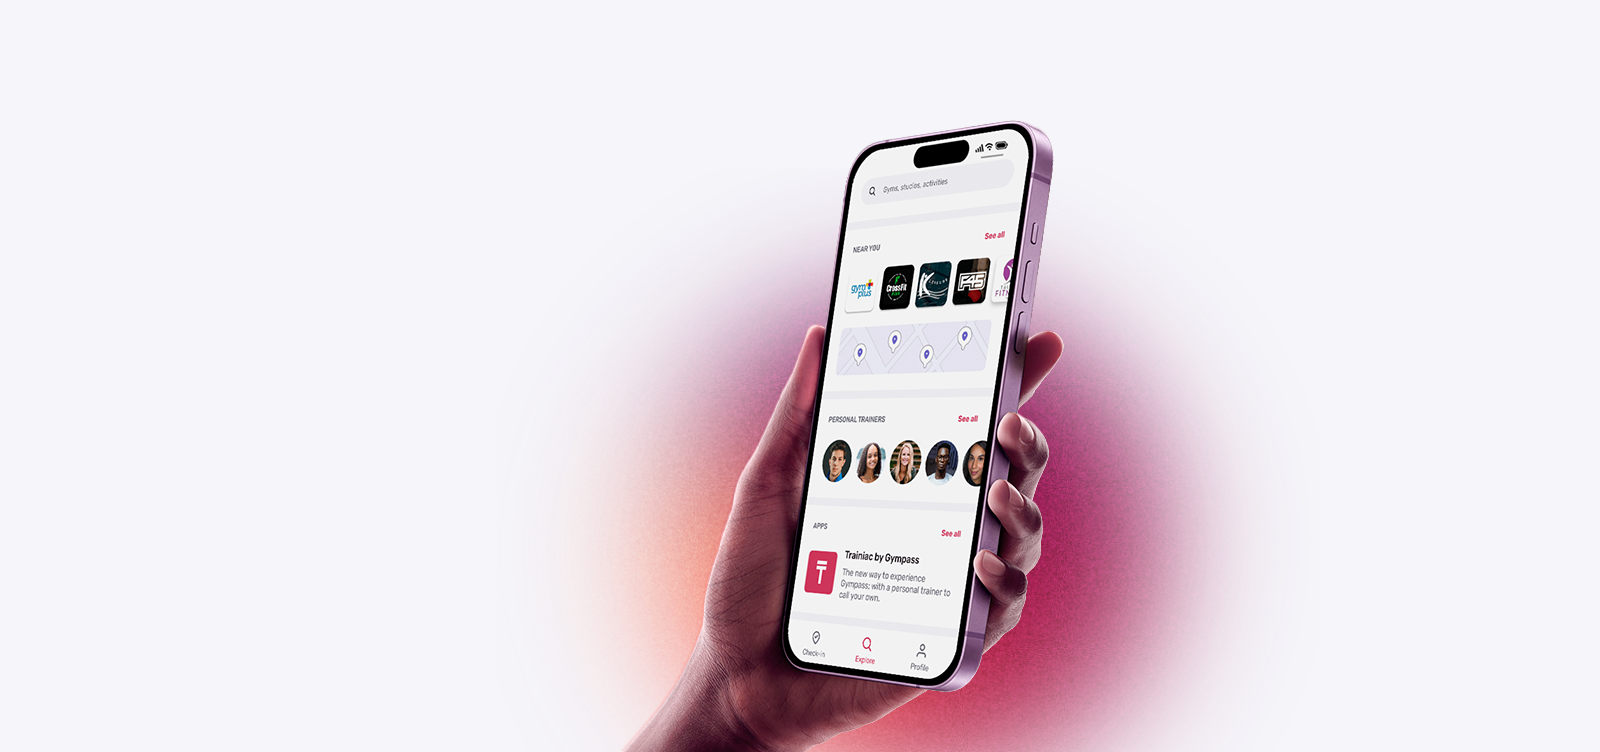 Gyms, studios, activities
NEAR YOU
See all
gym plus
CrossFit
F45
PERSONAL TRAINERS
See all
APPS
See all
Trainiac by Gympass
The new way to experience
Gympass: with a personal trainer to
call your own.
Check-in
Explore
Profile